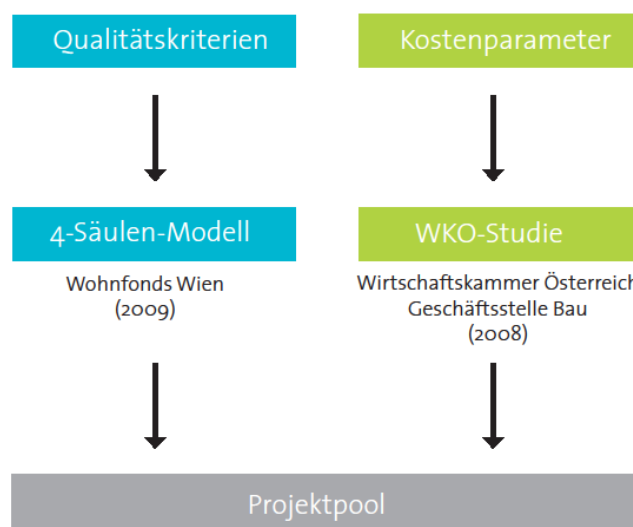 Qualitätskriterien
Kostenparameter
4-Säulen-Modell
WKO-Studie
Wohnfonds Wien
(2009)
Wirtschaftskammer Österreich
Geschäftsstelle Bau
(2008)
Projektpool